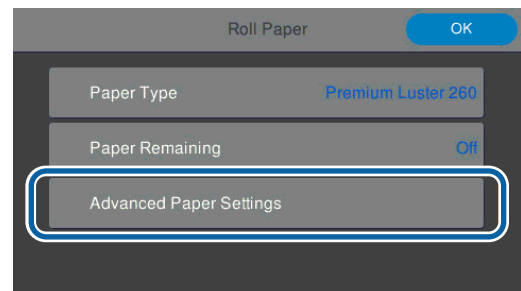 Roll Paper OK
Paper Type Premium Luster 260
Paper Remaining Off
Advanced Paper Settings